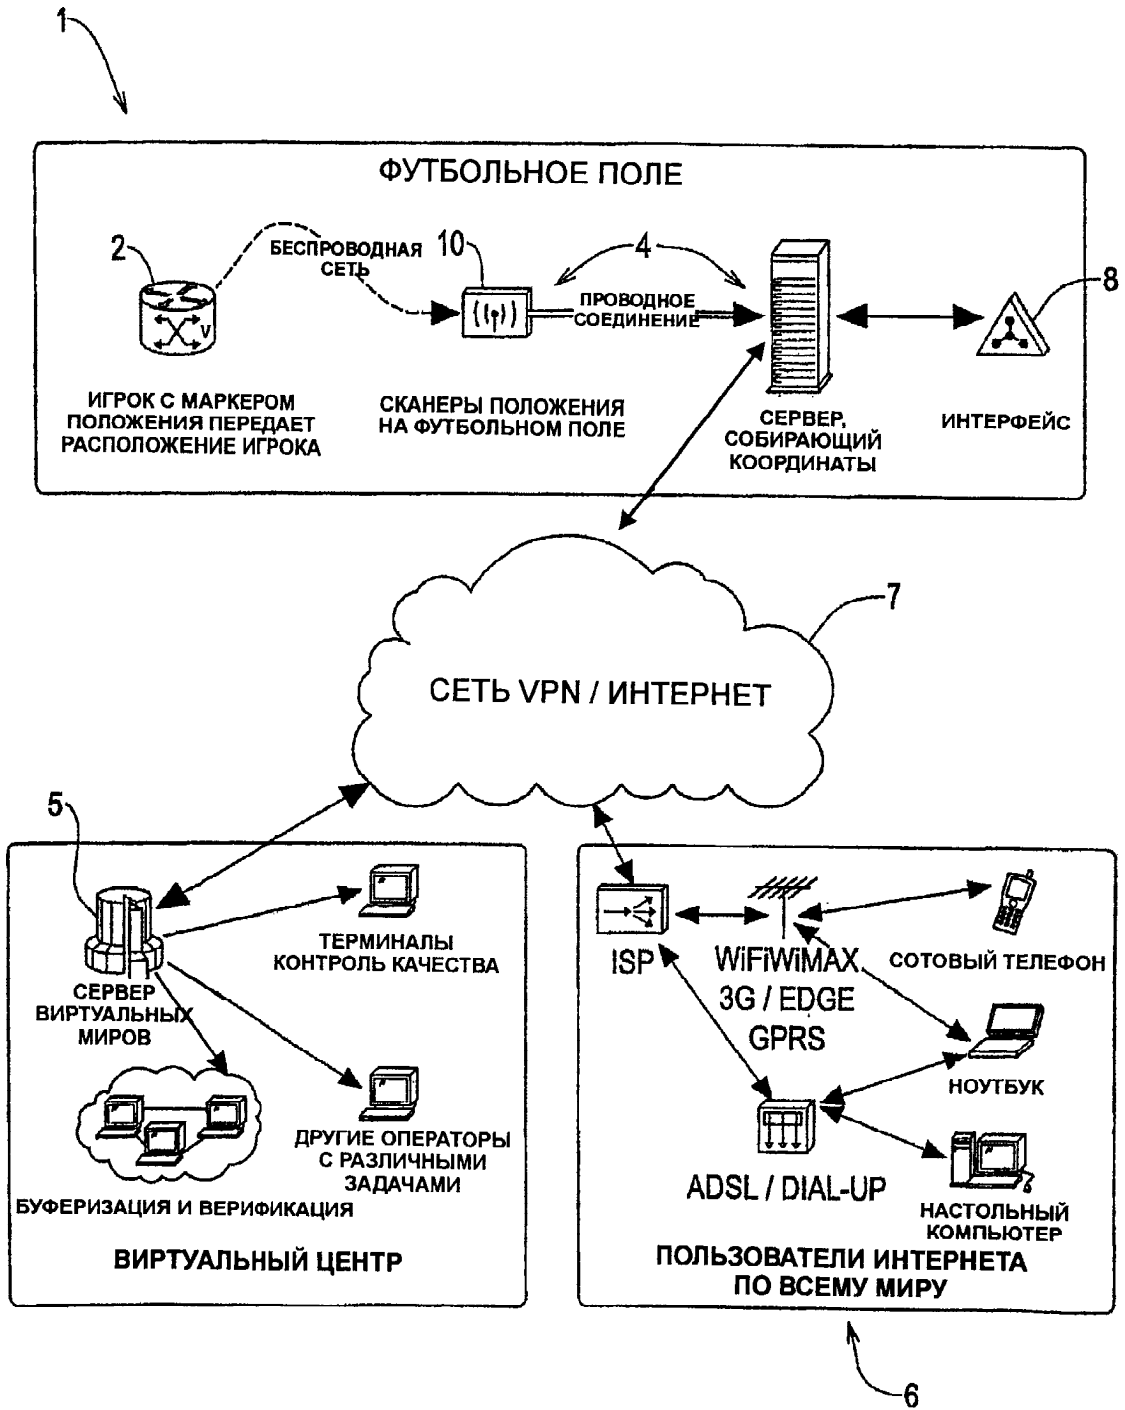 1
ФУТБОЛЬНОЕ ПОЛЕ
2
БЕСПРОВОДНАЯ
СЕТЬ
10
4
ПРОВОДНОЕ
СОЕДИНЕНИЕ
8
V
ИГРОК С МАРКЕРОМ
ПОЛОЖЕНИЯ ПЕРЕДАЕТ
РАСПОЛОЖЕНИЕ ИГРОКА
СКАНЕРЫ ПОЛОЖЕНИЯ
НА ФУТБОЛЬНОМ ПОЛЕ
СЕРВЕР,
СОБИРАЮЩИЙ
КООРДИНАТЫ
ИНТЕРФЕЙС
7
СЕТЬ VPN / ИНТЕРНЕТ
5
ТЕРМИНАЛЫ
КОНТРОЛЬ КАЧЕСТВА
СЕРВЕР
ВИРТУАЛЬНЫХ
МИРОВ
ДРУГИЕ ОПЕРАТОРЫ
С РАЗЛИЧНЫМИ
ЗАДАЧАМИ
БУФЕРИЗАЦИЯ И ВЕРИФИКАЦИЯ
ВИРТУАЛЬНЫЙ ЦЕНТР
ISP
WiFiWiMAX
3G / EDGE
GPRS
СОТОВЫЙ ТЕЛЕФОН
НОУТБУК
ADSL / DIAL-UP
НАСТОЛЬНЫЙ
КОМПЬЮТЕР
ПОЛЬЗОВАТЕЛИ ИНТЕРНЕТА
ПО ВСЕМУ МИРУ
6